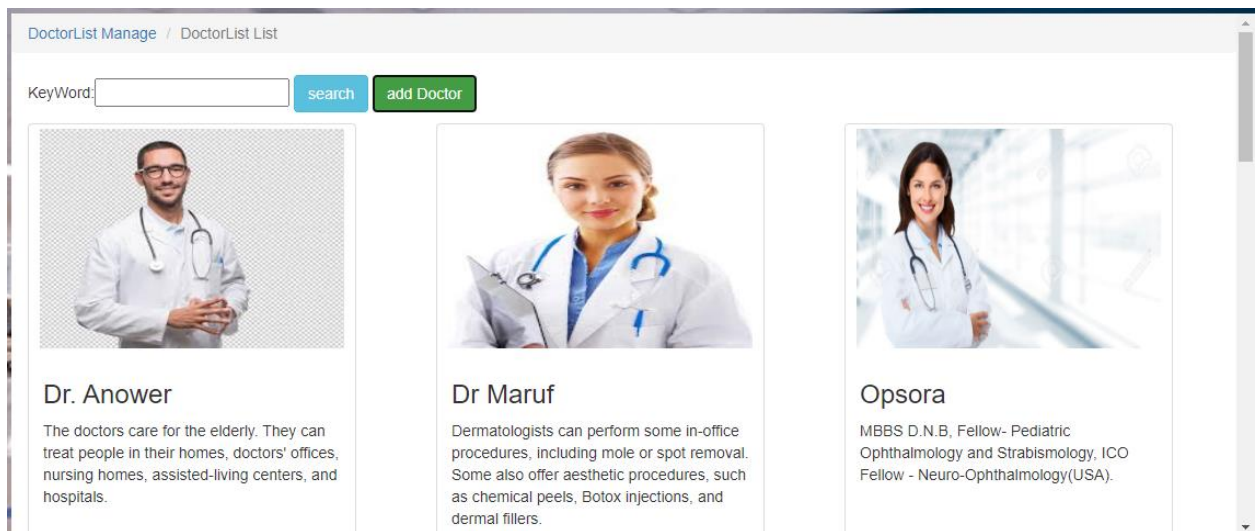 DoctorList Manage / DoctorList List
KeyWord:
search
add Doctor
Dr. Anower
The doctors care for the elderly. They can
treat people in their homes, doctors' offices,
nursing homes, assisted-living centers, and
hospitals.
Dr Maruf
Dermatologists can perform some in-office
procedures, including mole or spot removal.
Some also offer aesthetic procedures, such
as chemical peels, Botox injections, and
dermal fillers.
Opsora
MBBS D.N.B, Fellow- Pediatric
Ophthalmology and Strabismology, ICO
Fellow - Neuro-Ophthalmology(USA).